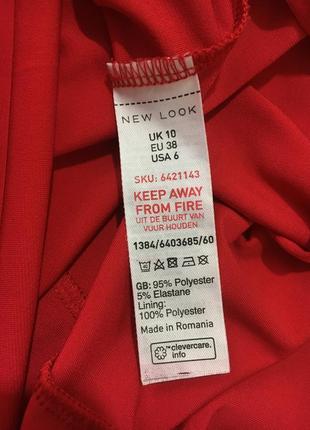 NEW LOOK
UK 10
EU 38
USA 6
SKU: 6421143
KEEP AWAY
FROM FIRE
UIT DE BUURT VAN
VUUR HOUDEN
1384/6403685/60
GB: 95% Polyester
5% Elastane
Lining:
100% Polyester
Made in Romania
clevercare.
info